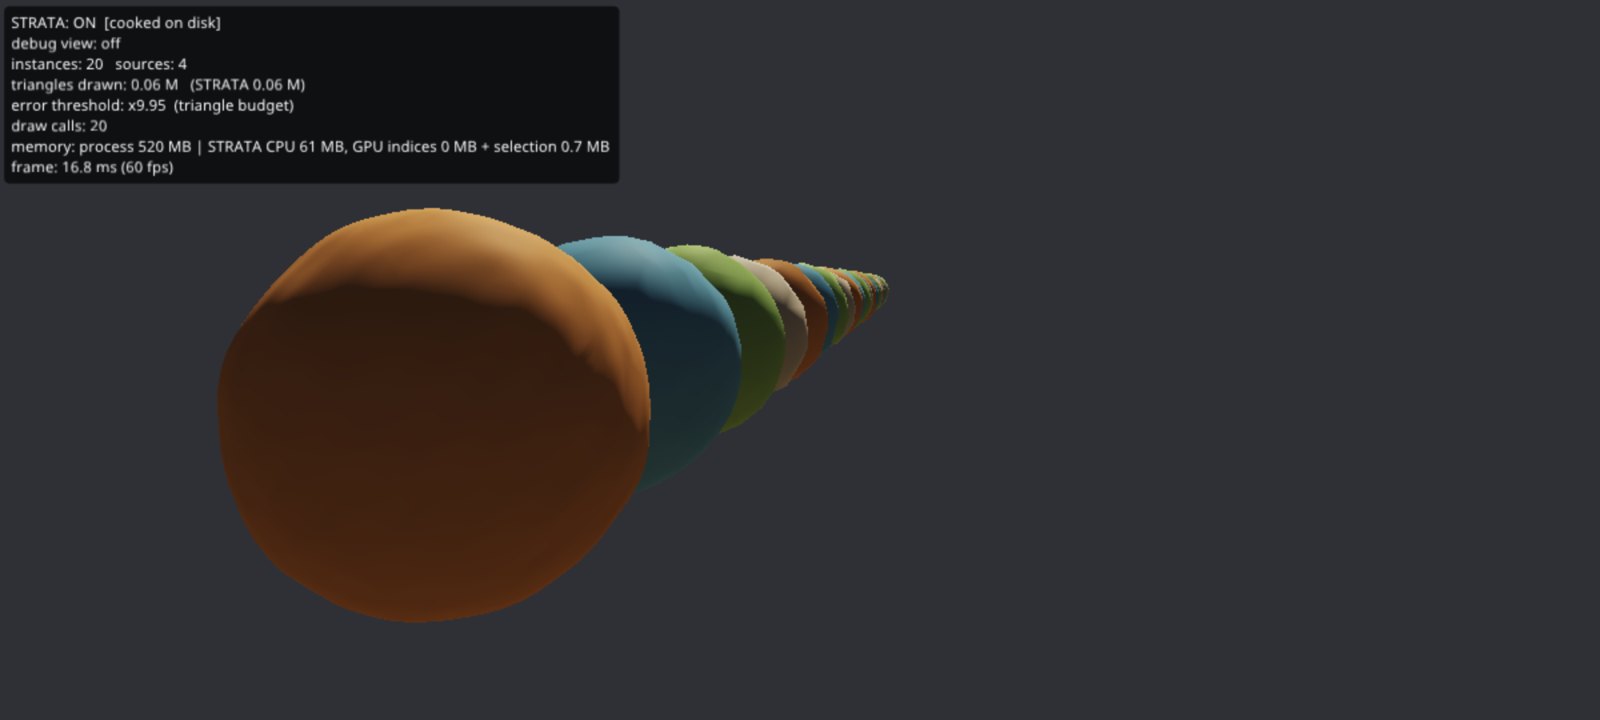 STRATA: ON [cooked on disk]
debug view: off
instances: 20 sources: 4
triangles drawn: 0.06 M (STRATA 0.06 M)
error threshold: x9.95 (triangle budget)
draw calls: 20
memory: process 520 MB | STRATA CPU 61 MB, GPU indices 0 MB + selection 0.7 MB
frame: 16.8 ms (60 fps)